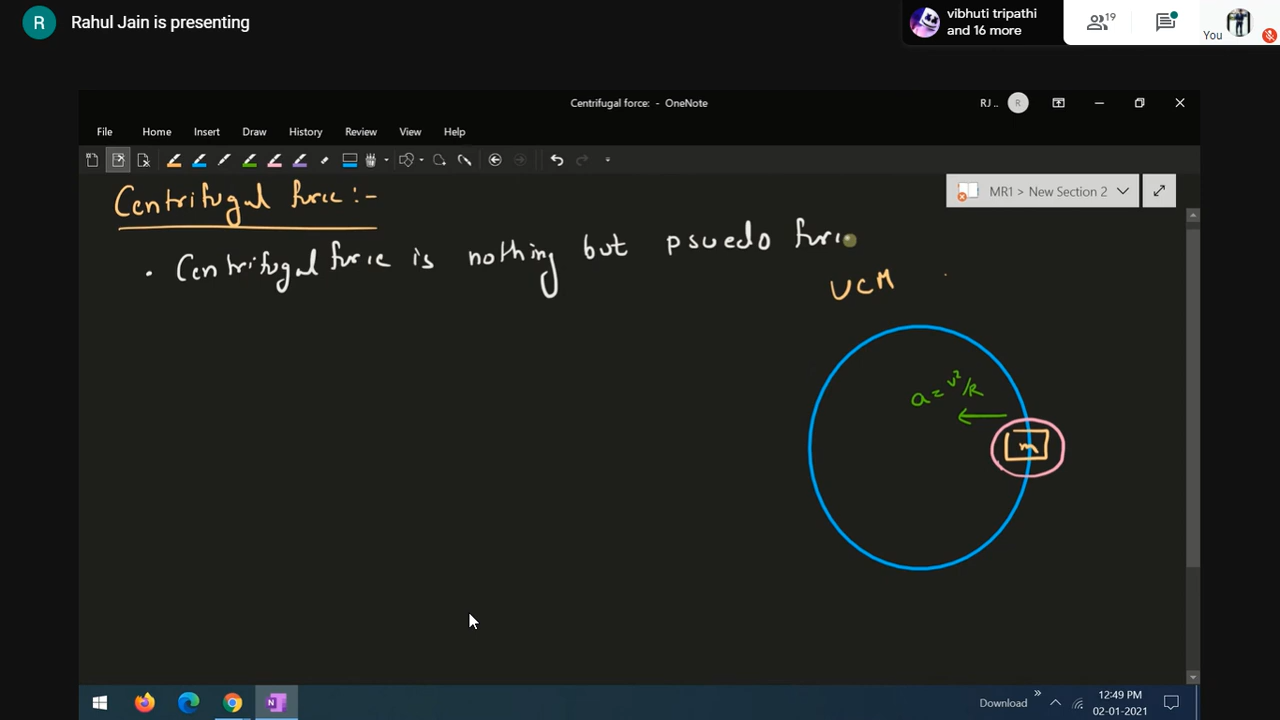 R Rahul Jain is presenting
vibhuti tripathi
and 16 more
19
You
Centrifugal force: - OneNote
RJ ..
R
File Home Insert Draw History Review View Help
MR1 > New Section 2
Centrifugal force :-
• Centrifugal force is nothing but psuedo forc
UCM
a = v²/R
m
Download
12:49 PM
02-01-2021